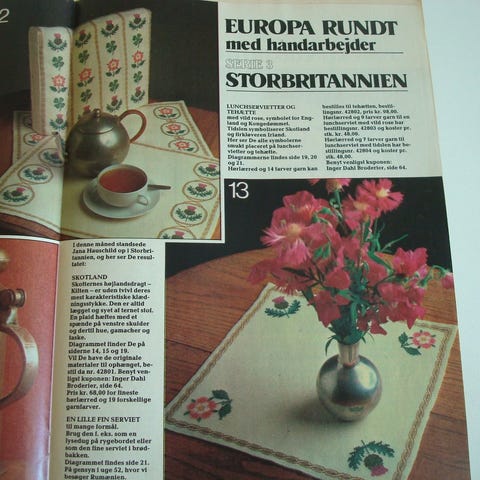 2
EUROPA RUNDT
med handarbejder
SERIE 3
STORBRITANNIEN
LUNCHSERVIETTER OG
TEHÆTTE
med vild rose, symbolet for Eng-
land og Kongedømmet.
Tidslen symboliserer Skotland
og firkløveren Irland.
Her ser De alle symbolerne
smukt placeret på lunchser-
vietter og tehætte.
Diagrammerne findes side 19, 20
og 21.
Hørlærred og 14 farver garn kan
bestilles til tehætten, bestil-
lingsnr. 42802, pris kr. 98,00.
Hørlærred og 9 farver garn til en
lunchserviet med vild rose har
bestillingsnr. 42803 og koster pr.
stk. kr. 48,00.
Hørlærred og 7 farver garn til
lunchserviet med tidslen har be-
stillingsnr. 42804 og koster pr.
stk. 48,00.
Benyt venligst kuponen:
Inger Dahl Broderier, side 64.
13
I denne måned standsede
Jana Hauschild op i Storbri-
tannien, og her ser De resul-
tatet:
SKOTLAND
Skotternes højlandsdragt –
Kilten – er uden tvivl deres
mest karakteristiske klæd-
ningsstykke. Den er altid
lægget og syet af ternet stof.
En plaid hæftes med et
spænde på venstre skulder
og dertil hue, gamacher og
taske.
Diagrammet finder De på
siderne 14, 15 og 19.
Vil De have de originale
materialer til ophænget, be-
stil da nr. 42801. Benyt ven-
ligst kuponen: Inger Dahl
Broderier, side 64.
Pris kr. 68,00 for lineste
hørlærred og 19 forskellige
garnfarver.
EN LILLE FIN SERVIET
til mange formål.
Brug den f. eks. som en
lysedug på rygebordet eller
som den fine serviet i brød-
bakken.
Diagrammet findes side 21.
På gensyn i uge 52, hvor vi
besøger Rumænien.